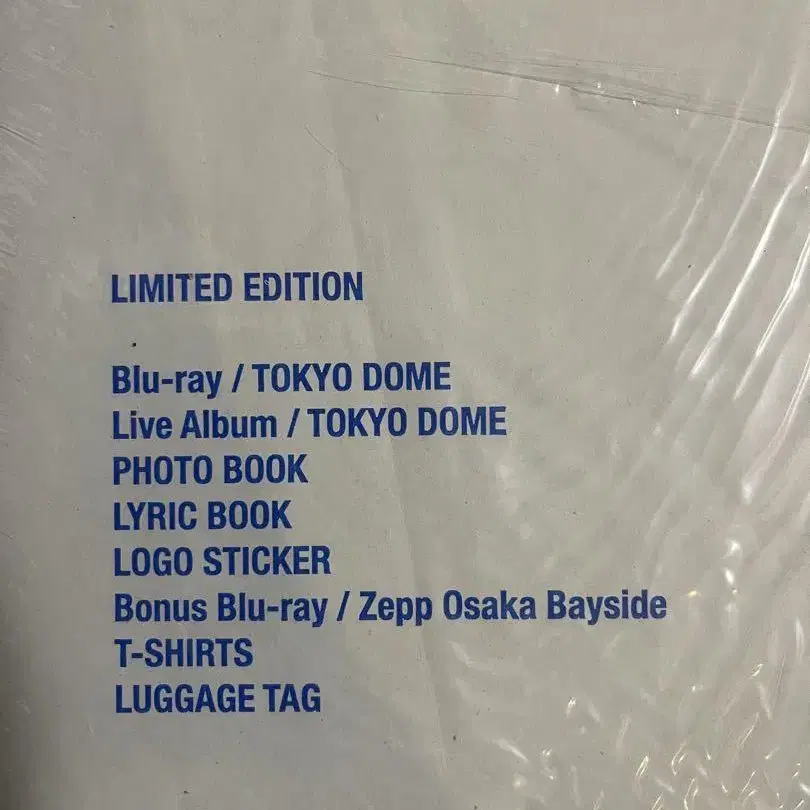 LIMITED EDITION
Blu-ray / TOKYO DOME
Live Album / TOKYO DOME
PHOTO BOOK
LYRIC BOOK
LOGO STICKER
Bonus Blu-ray / Zepp Osaka Bayside
T-SHIRTS
LUGGAGE TAG